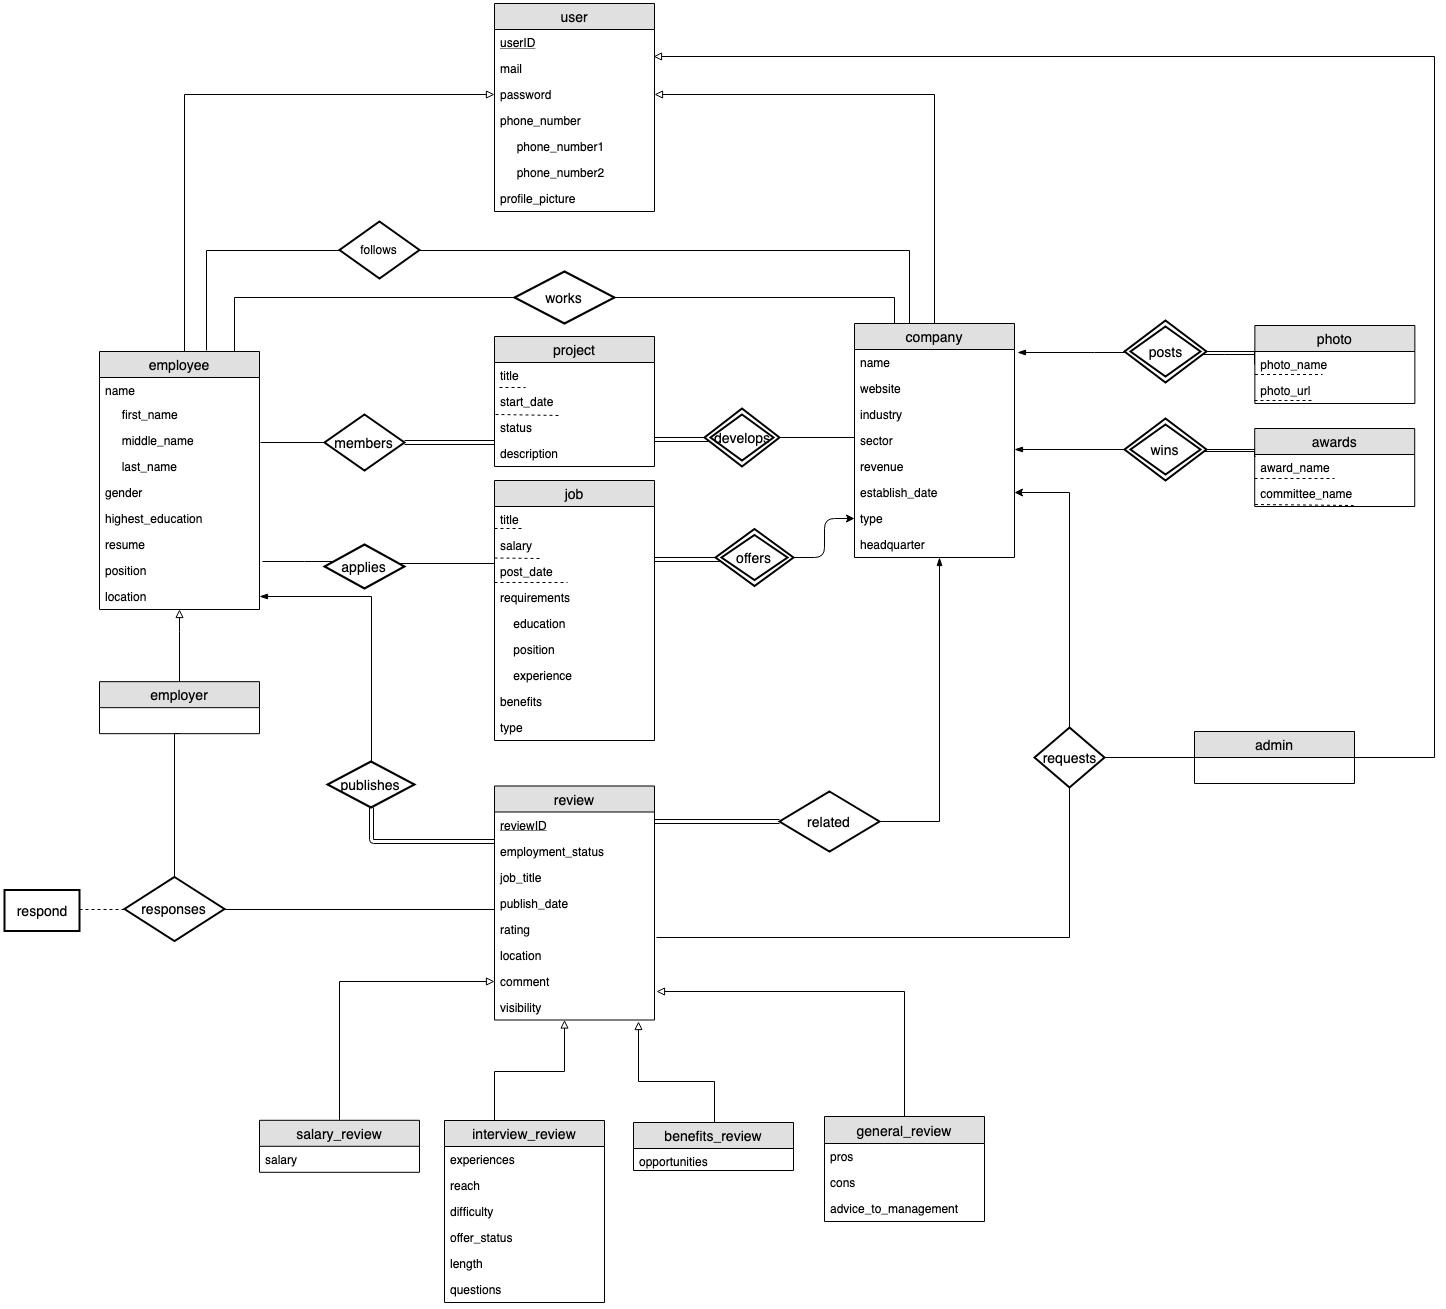 user
userID
mail
password
phone_number
phone_number1
phone_number2
profile_picture
follows
works
employee
name
first_name
middle_name
last_name
gender
highest_education
resume
position
location
project
title
start_date
status
description
members
develops
company
name
website
industry
sector
revenue
establish_date
type
headquarter
posts
photo
photo_name
photo_url
wins
awards
award_name
committee_name
job
title
salary
post_date
requirements
education
position
experience
benefits
type
applies
offers
employer
publishes
requests
admin
review
reviewID
employment_status
job_title
publish_date
rating
location
comment
visibility
related
respond
responses
salary_review
salary
interview_review
experiences
reach
difficulty
offer_status
length
questions
benefits_review
opportunities
general_review
pros
cons
advice_to_management